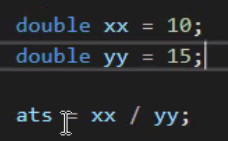 double xx = 10;
double yy = 15;
ats = xx / yy;